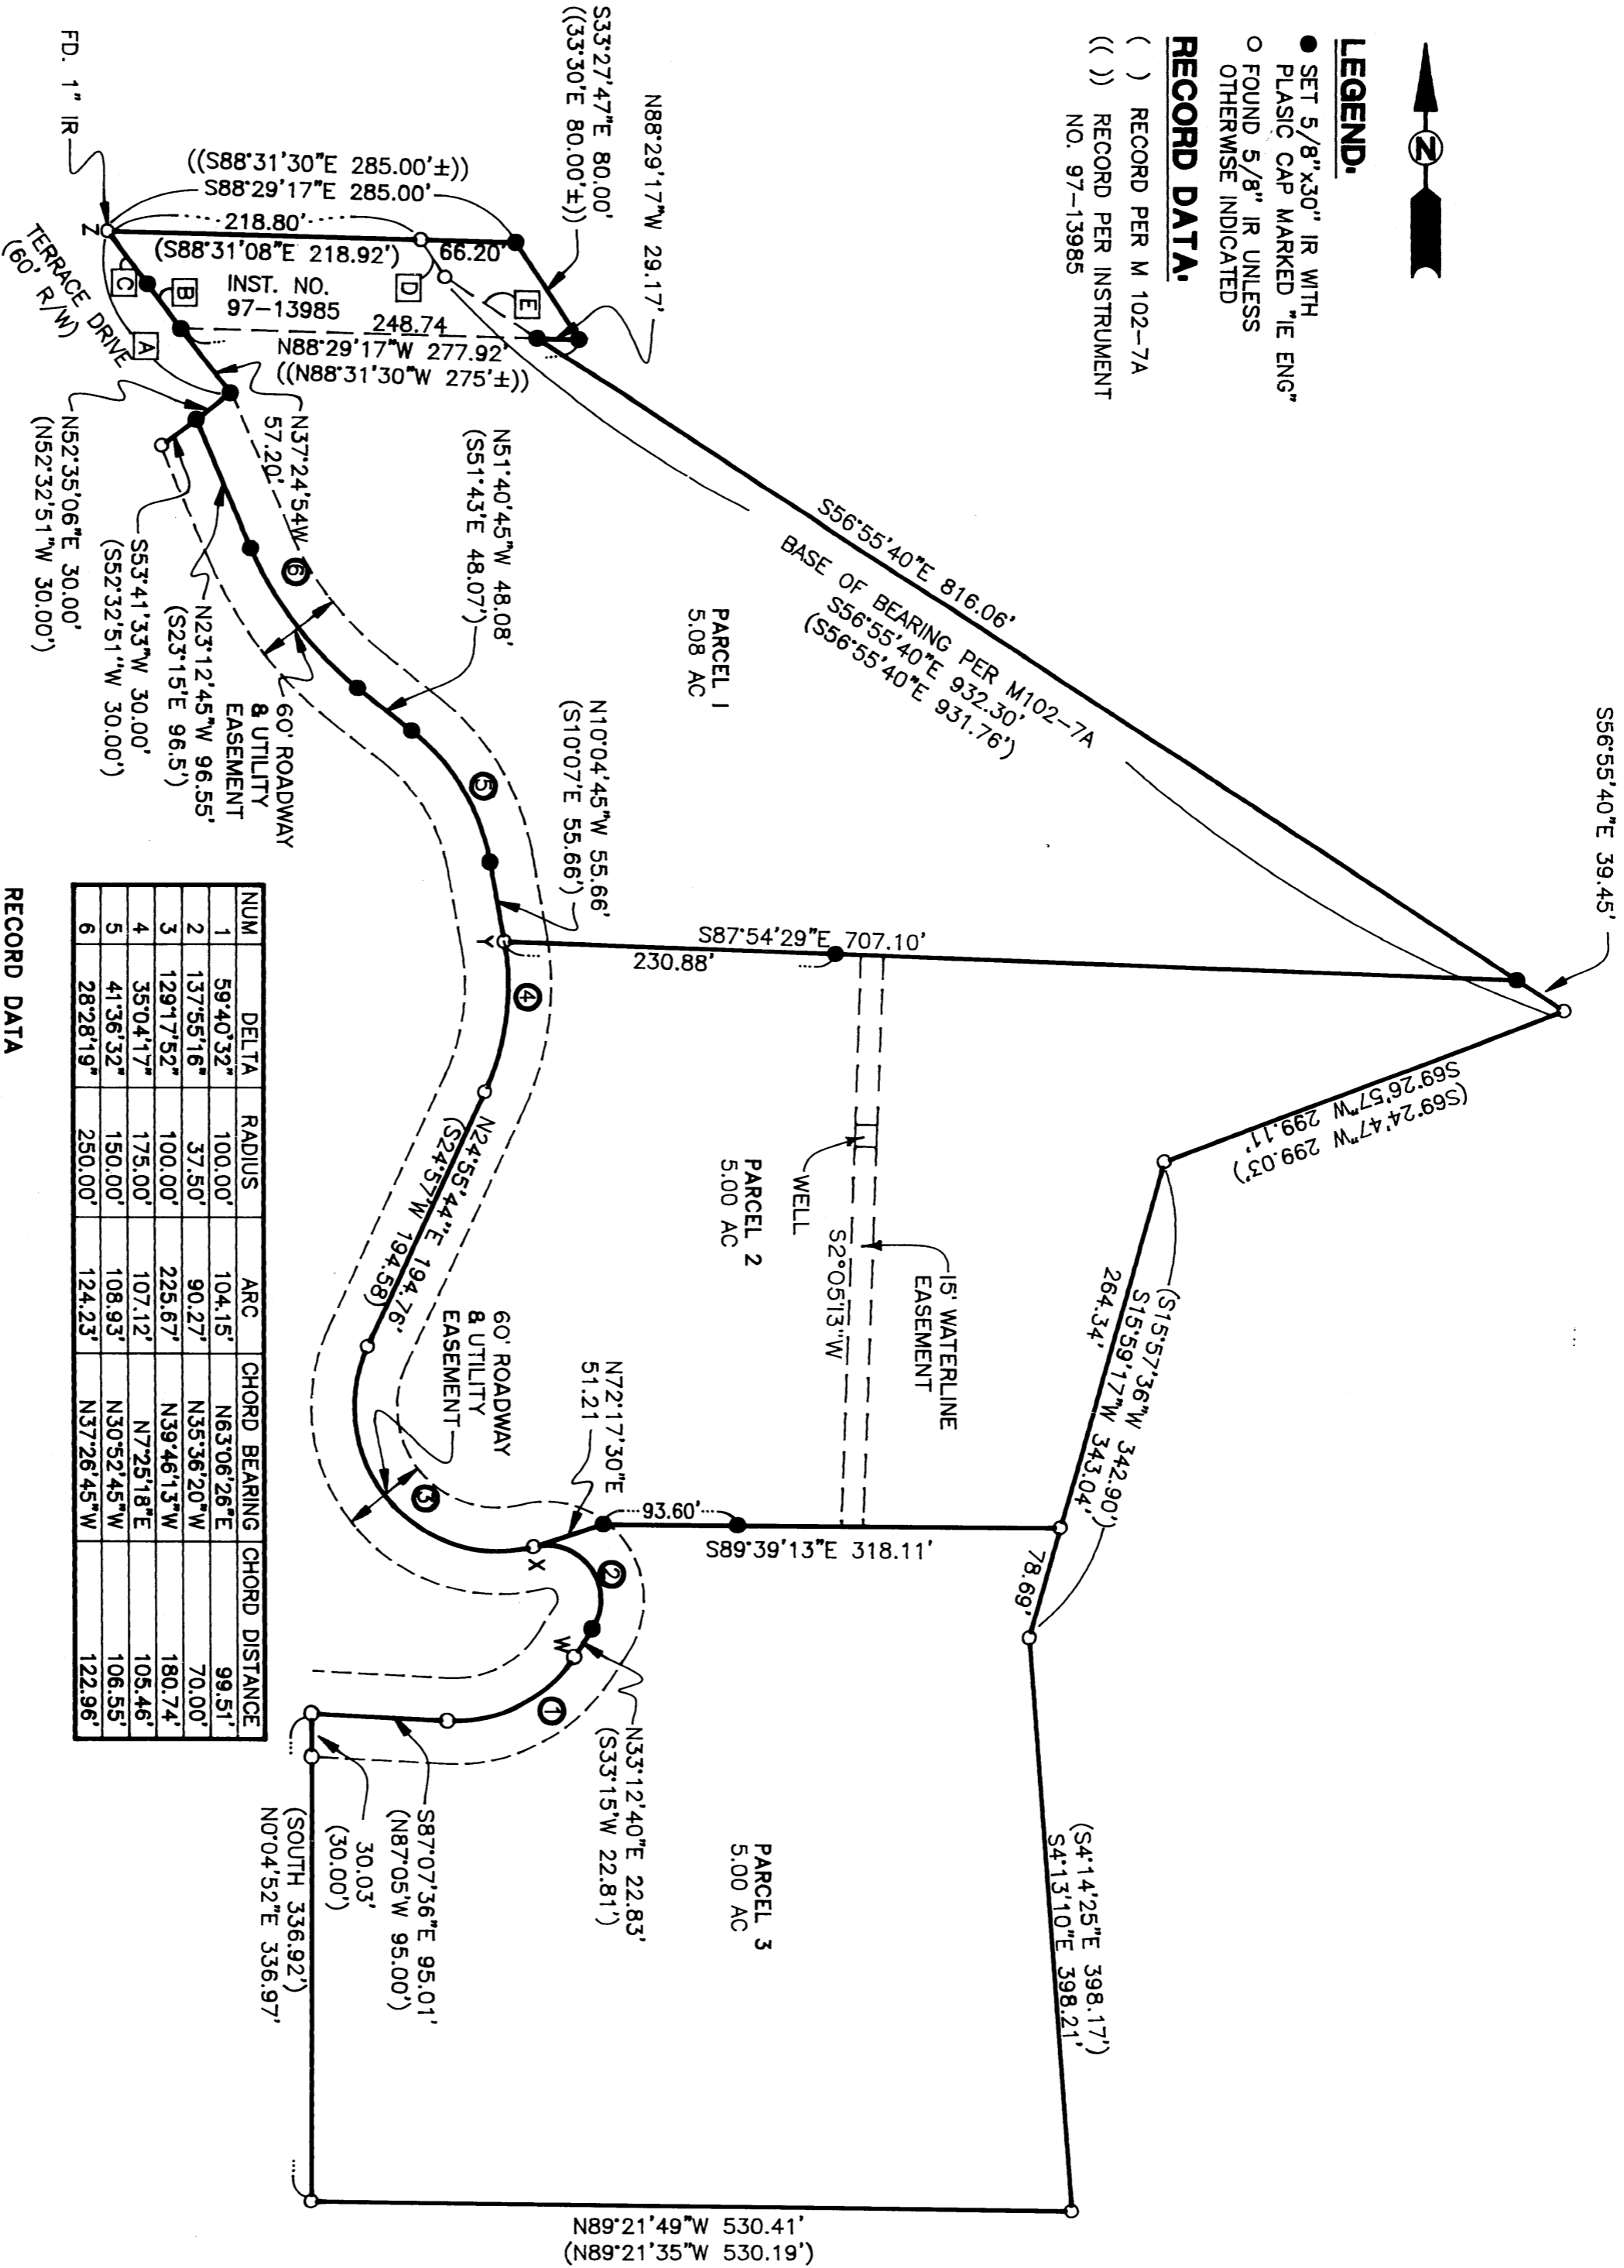 N
LEGEND:
● SET 5/8"x30" IR WITH
PLASIC CAP MARKED "IE ENG"
○ FOUND 5/8" IR UNLESS
OTHERWISE INDICATED
RECORD DATA:
( ) RECORD PER M 102-7A
(( )) RECORD PER INSTRUMENT
NO. 97-13985
S56°55'40"E 39.45'
N88°29'17"W 29.17'
S33°27'47"E 80.00'
((33°30'E 80.00'±))
((S88°31'30"E 285.00'±))
S88°29'17"E 285.00'
218.80'
(S88°31'08"E 218.92')
66.20'
FD. 1" IR
Z
C
B
A
D
E
INST. NO.
97-13985
248.74
N88°29'17"W 277.92'
((N88°31'30"W 275'±))
TERRACE DRIVE
(60' R/W)
N37°24'54W
57.20'
N52°35'06"E 30.00'
(N52°32'51"W 30.00')
S53°41'33"W 30.00'
(S52°32'51"W 30.00')
N23°12'45"W 96.55'
(S23°15'E 96.5')
60' ROADWAY
& UTILITY
EASEMENT
6
N51°40'45"W 48.08'
(S51°43'E 48.07')
5
N10°04'45"W 55.66'
(S10°07'E 55.66')
Y
S56°55'40"E 816.06'
BASE OF BEARING PER M102-7A
S56°55'40"E 932.30'
(S56°55'40"E 931.76')
PARCEL 1
5.08 AC
S87°54'29"E 707.10'
230.88'
4
S69°26'57"W 299.11'
(S69°24'47"W 299.03')
WELL
PARCEL 2
5.00 AC
S2°05'13"W
15' WATERLINE
EASEMENT
(S15°57'36"W 342.90')
S15°59'17"W 343.04'
264.34'
78.69'
N24°55'44"E 194.76'
(S24°57'W 194.58)
60' ROADWAY
& UTILITY
EASEMENT
3
N72°17'30"E
51.21
93.60'
S89°39'13"E 318.11'
X
2
W
1
N33°12'40"E 22.83'
(S33°15'W 22.81')
S87°07'36"E 95.01'
(N87°05'W 95.00')
30.03'
(30.00')
(SOUTH 336.92')
N0°04'52"E 336.97'
PARCEL 3
5.00 AC
(S4°14'25"E 398.17')
S4°13'10"E 398.21'
N89°21'49"W 530.41'
(N89°21'35"W 530.19')
NUM DELTA RADIUS ARC CHORD BEARING CHORD DISTANCE
1 59°40'32" 100.00' 104.15' N63°06'26"E 99.51'
2 137°55'16" 37.50' 90.27' N35°36'20"W 70.00'
3 129°17'52" 100.00' 225.67' N39°46'13"W 180.74'
4 35°04'17" 175.00' 107.12' N7°25'18"E 105.46'
5 41°36'32" 150.00' 108.93' N30°52'45"W 106.55'
6 28°28'19" 250.00' 124.23' N37°26'45"W 122.96'
RECORD DATA